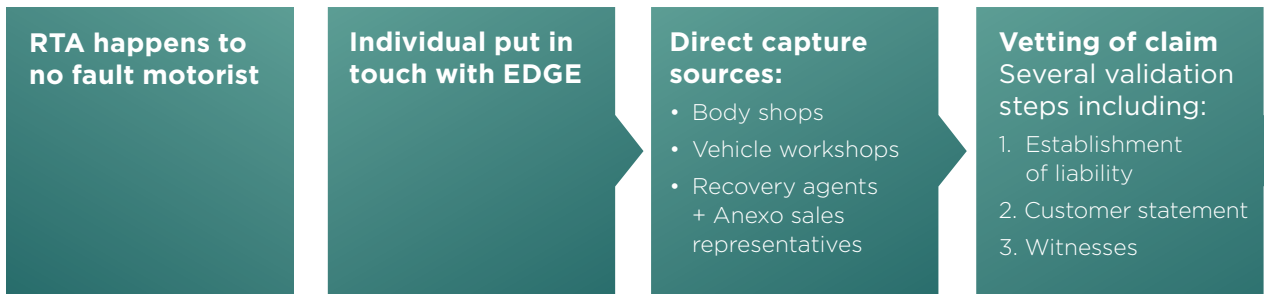 RTA happens to
no fault motorist
Individual put in
touch with EDGE
Direct capture
sources:
• Body shops
• Vehicle workshops
• Recovery agents
+ Anexo sales
representatives
Vetting of claim
Several validation
steps including:
1. Establishment
of liability
2. Customer statement
3. Witnesses